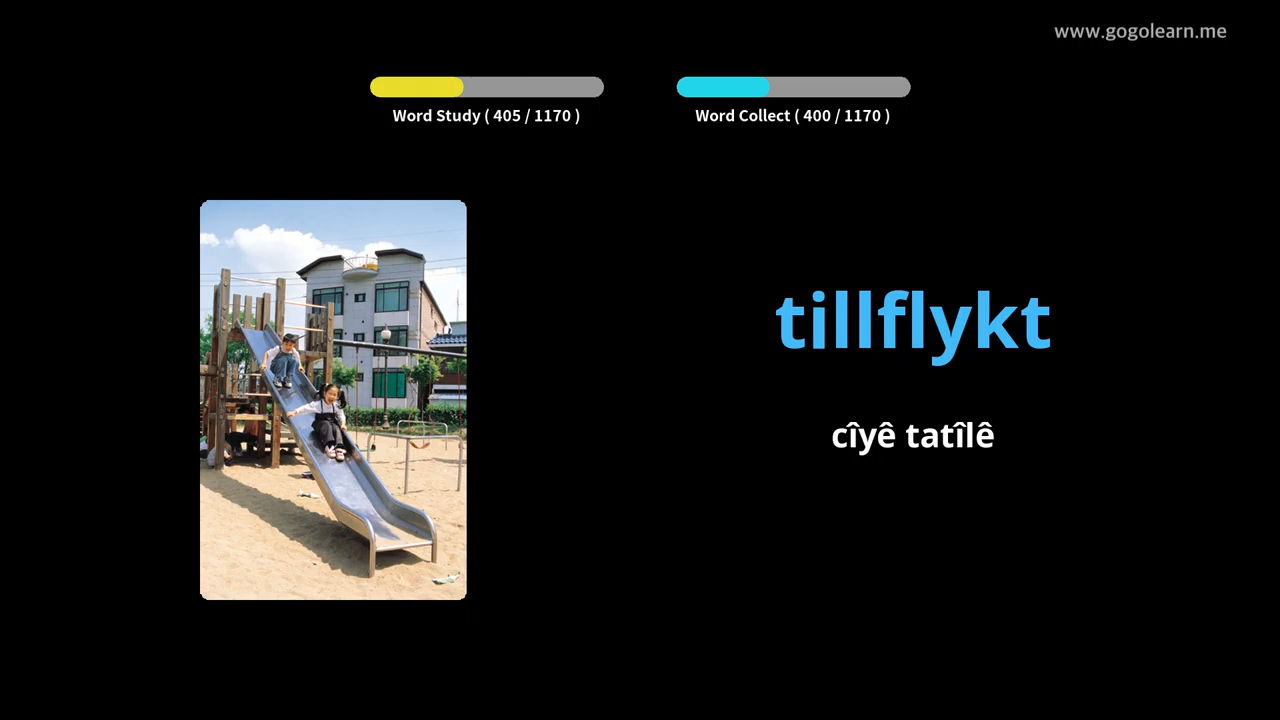 www.gogolearn.me
Word Study ( 405 / 1170 )
Word Collect ( 400 / 1170 )
tillflykt
cîyê tatîlê